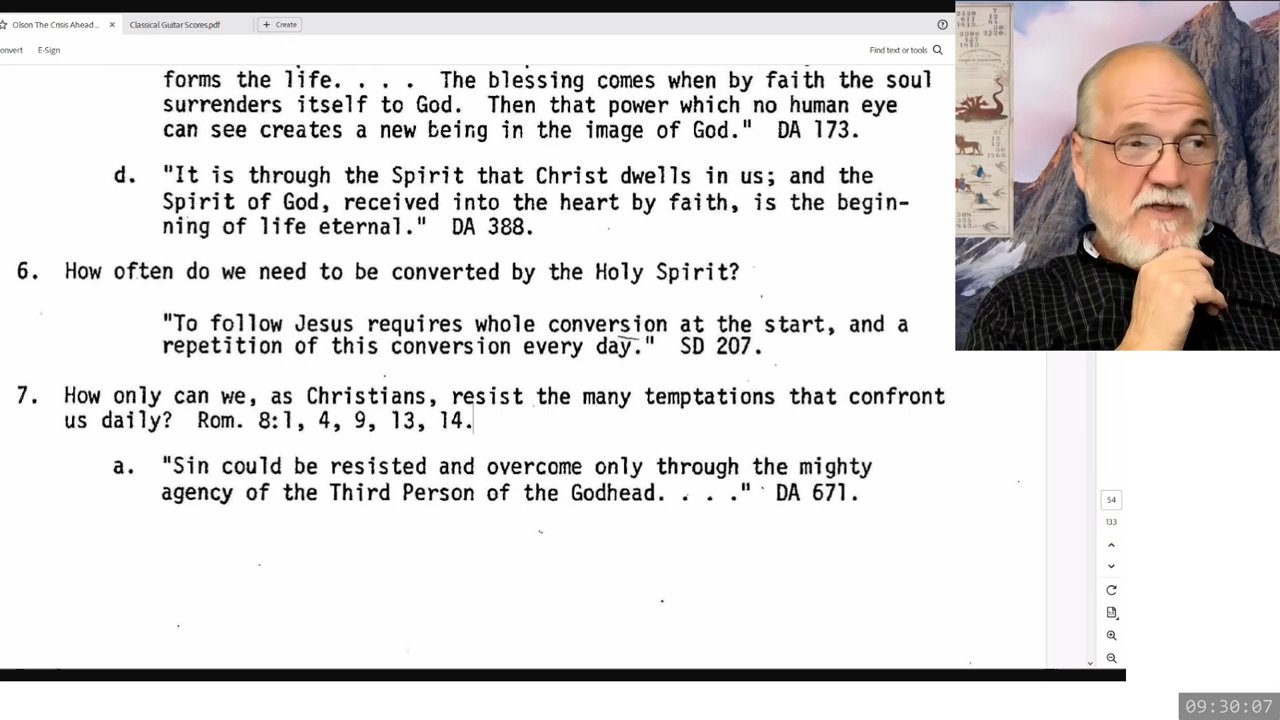 Olson The Crisis Ahead...
Classical Guitar Scores.pdf
Create
onvert
E-Sign
Find text or tools
forms the life. . . . The blessing comes when by faith the soul
surrenders itself to God. Then that power which no human eye
can see creates a new being in the image of God." DA 173.
d. "It is through the Spirit that Christ dwells in us; and the
Spirit of God, received into the heart by faith, is the begin-
ning of life eternal." DA 388.
6. How often do we need to be converted by the Holy Spirit?
"To follow Jesus requires whole conversion at the start, and a
repetition of this conversion every day." SD 207.
7. How only can we, as Christians, resist the many temptations that confront
us daily? Rom. 8:1, 4, 9, 13, 14.
a. "Sin could be resisted and overcome only through the mighty
agency of the Third Person of the Godhead. . . ." DA 671.
54
133
09:30:07